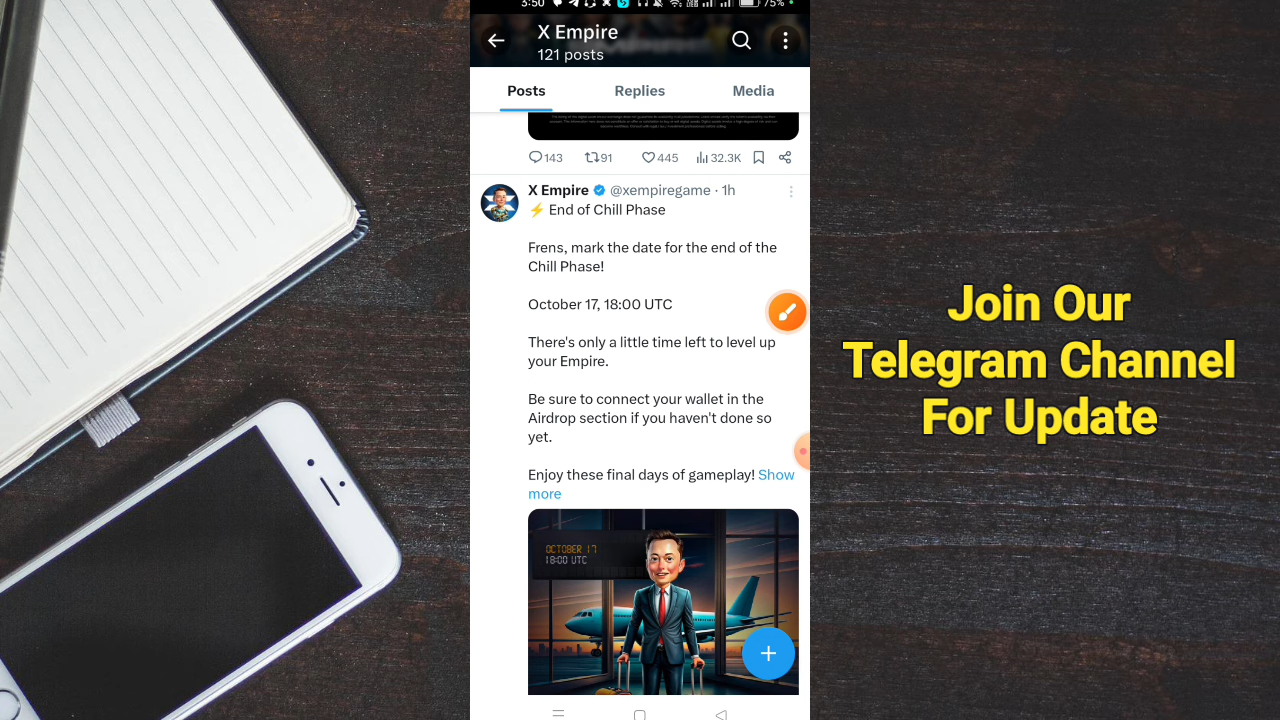 3:50
75%
X Empire
121 posts
Posts
Replies
Media
143
91
445
32.3K
X Empire @xempiregame · 1h
⚡ End of Chill Phase
Frens, mark the date for the end of the
Chill Phase!
October 17, 18:00 UTC
There's only a little time left to level up
your Empire.
Be sure to connect your wallet in the
Airdrop section if you haven't done so
yet.
Enjoy these final days of gameplay! Show
more
OCTOBER 17
18:00 UTC
Join Our
Telegram Channel
For Update